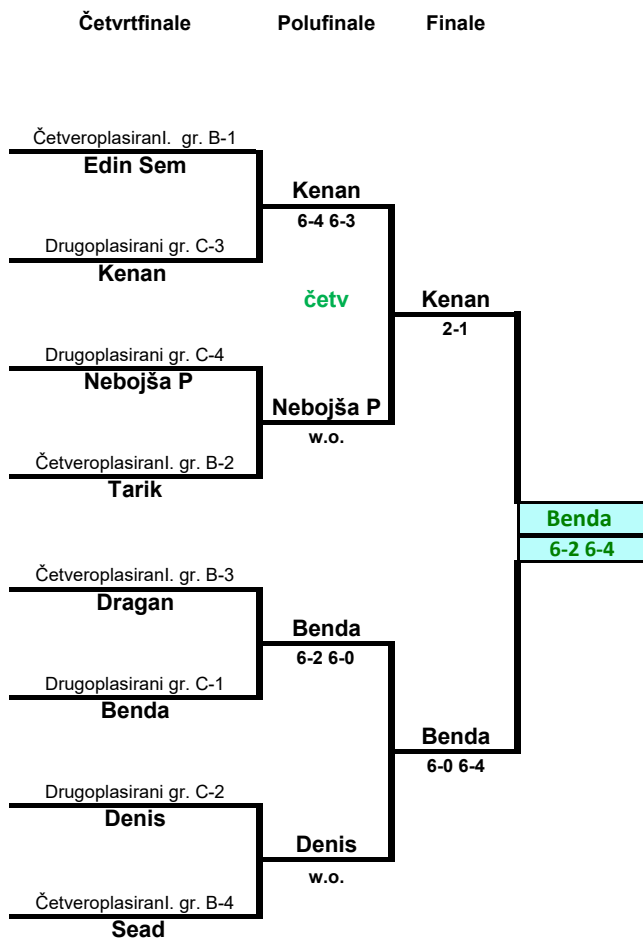 Četvrtfinale Polufinale Finale
Četveroplasiranl. gr. B-1
Edin Sem
Kenan
6-4 6-3
Drugoplasirani gr. C-3
Kenan
četv
Kenan
2-1
Drugoplasirani gr. C-4
Nebojša P
Nebojša P
w.o.
Četveroplasiranl. gr. B-2
Tarik
Benda
6-2 6-4
Četveroplasiranl. gr. B-3
Dragan
Benda
6-2 6-0
Drugoplasirani gr. C-1
Benda
Benda
6-0 6-4
Drugoplasirani gr. C-2
Denis
Denis
w.o.
Četveroplasiranl. gr. B-4
Sead